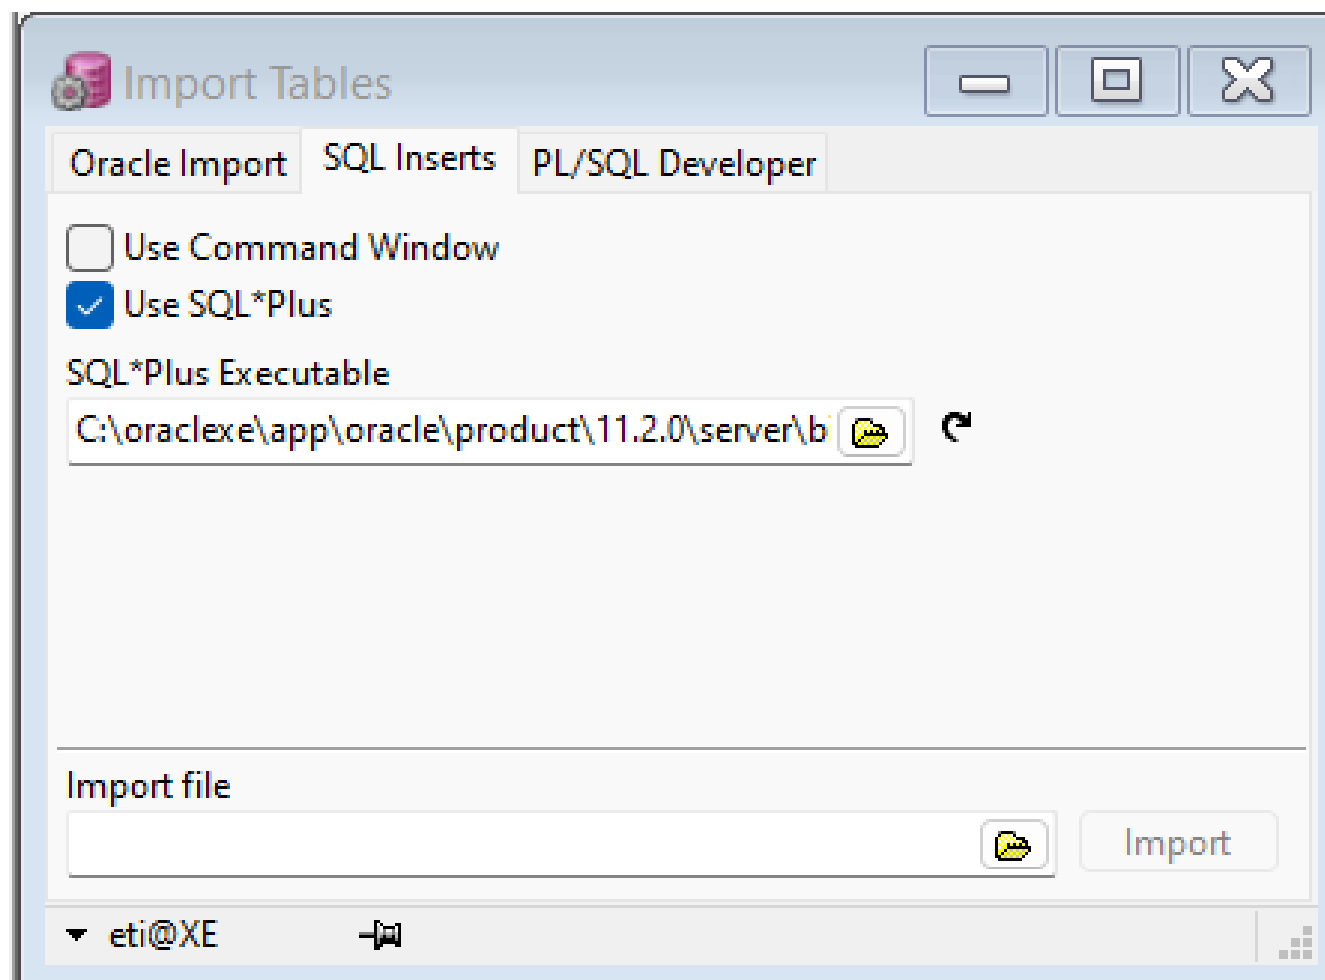 Import Tables
Oracle Import SQL Inserts PL/SQL Developer
Use Command Window
Use SQL*Plus
SQL*Plus Executable
C:\oraclexe\app\oracle\product\11.2.0\server\b
Import file
Import
eti@XE